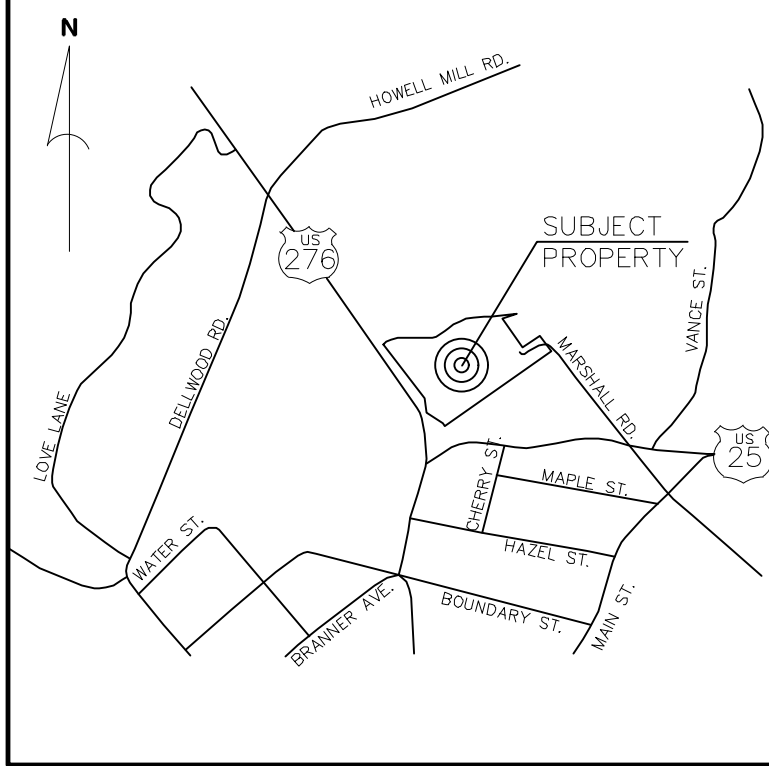 N
HOWELL MILL RD.
US
276
SUBJECT
PROPERTY
VANCE ST.
DELLWOOD RD.
MARSHALL RD.
LOVE LANE
US
25
CHERRY ST.
MAPLE ST.
WATER ST.
HAZEL ST.
BRANNER AVE.
BOUNDARY ST.
MAIN ST.